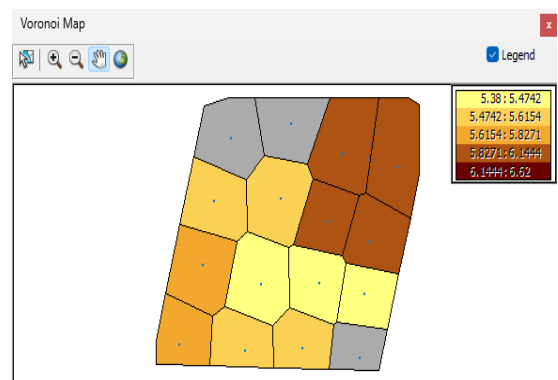 Voronoi Map
x
Legend
5.38 : 5.4742
5.4742 : 5.6154
5.6154 : 5.8271
5.8271 : 6.1444
6.1444 : 6.62